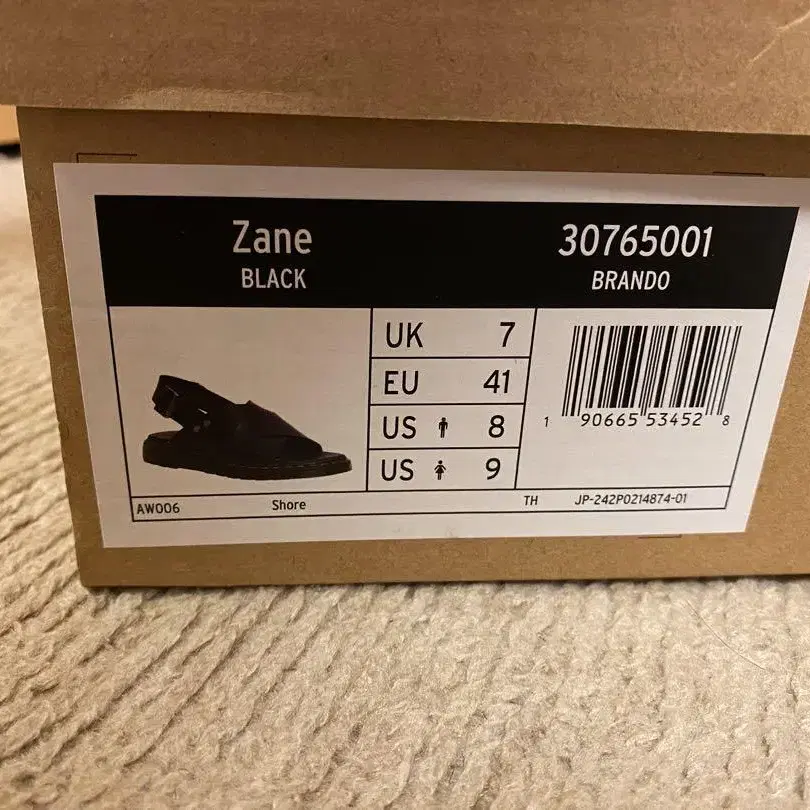 Zane
BLACK
30765001
BRANDO
UK 7
EU 41
US 8
US 9
1 90665 53452 8
AW006 Shore TH JP-242P0214874-01